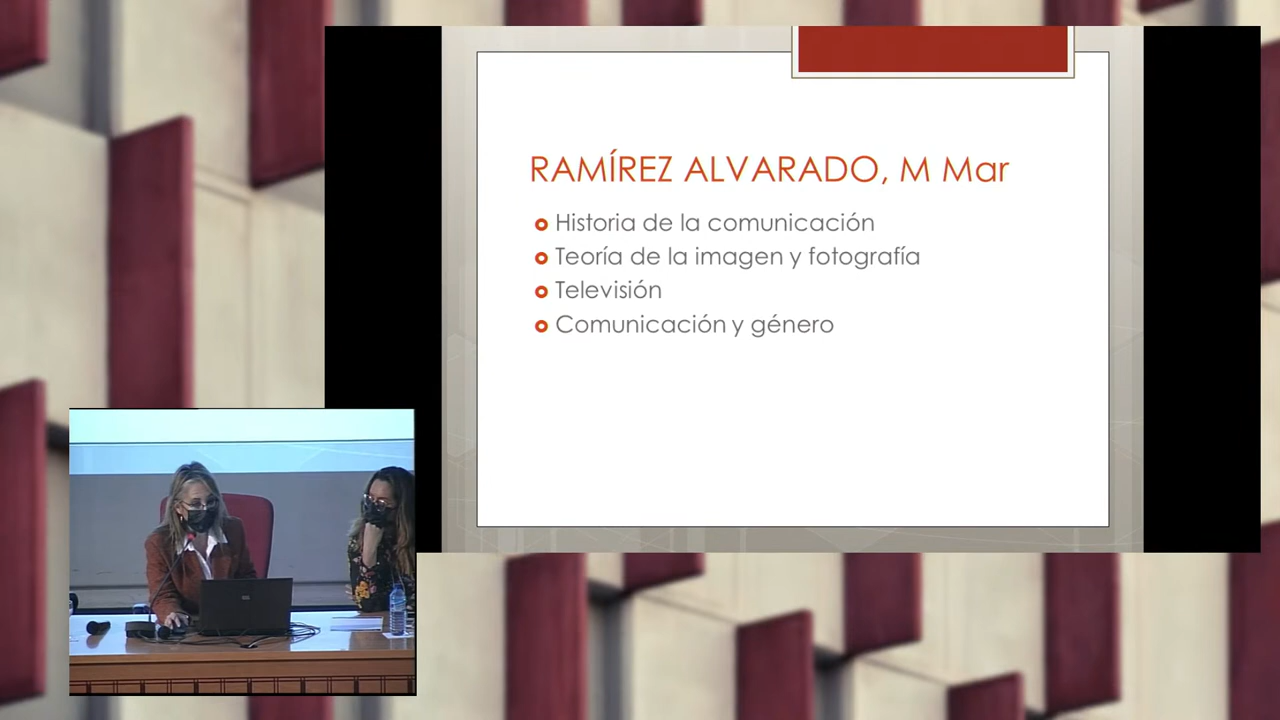 RAMÍREZ ALVARADO, M Mar
Historia de la comunicación
Teoría de la imagen y fotografía
Televisión
Comunicación y género